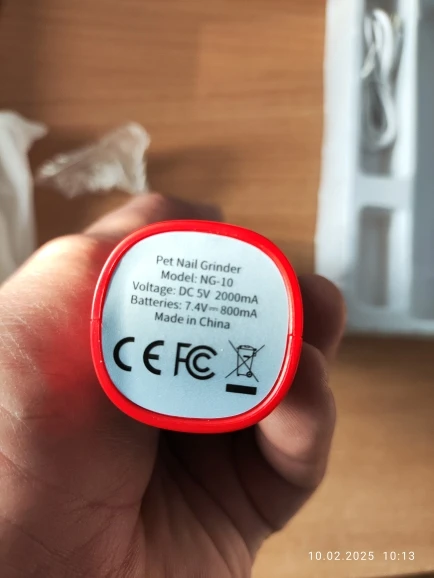 Pet Nail Grinder
Model: NG-10
Voltage: DC 5V 2000mA
Batteries: 7.4V⎓800mA
Made in China
CE FC
10.02.2025 10:13